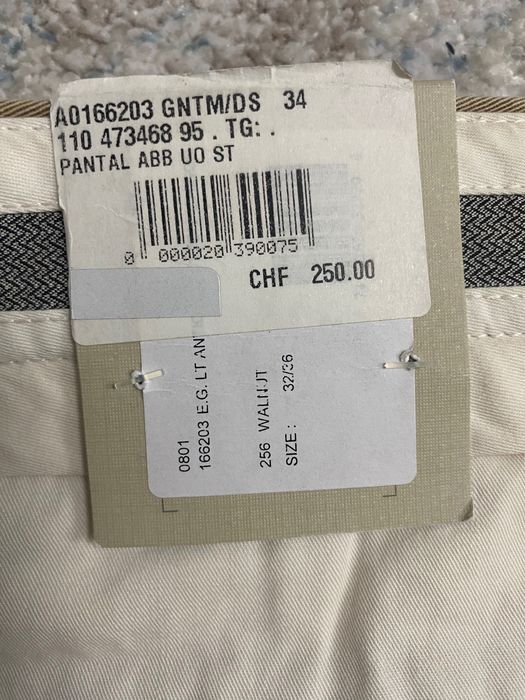 A0166203 GNTM/DS 34
110 473468 95 . TG: .
PANTAL ABB UO ST
0 000020 390075
CHF 250.00
0801
166203 E.G. LT AN
256 WALNUT
SIZE : 32/36